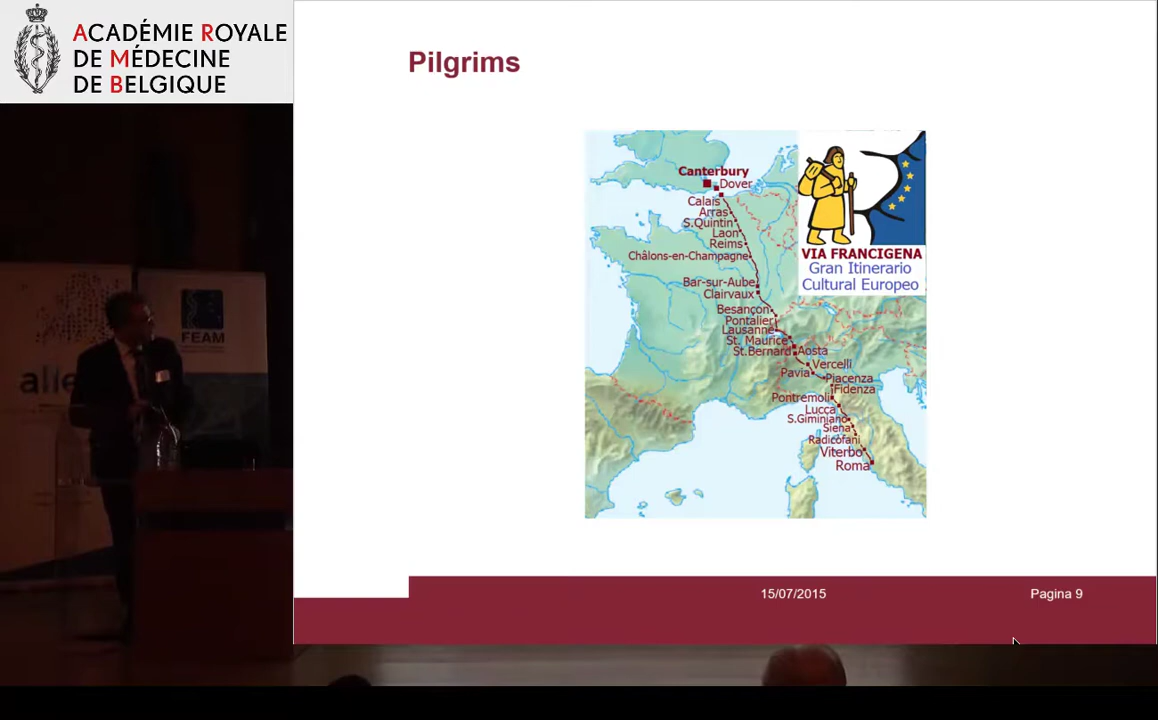 ACADÉMIE ROYALE
DE MÉDECINE
DE BELGIQUE
Pilgrims
Canterbury
Dover
Calais
Arras
S.Quintin
Laon
Reims
Châlons-en-Champagne
Bar-sur-Aube
Clairvaux
Besançon
Pontalier
Lausanne
St. Maurice
St.Bernard
Aosta
Vercelli
Pavia
Piacenza
Fidenza
Pontremoli
Lucca
S.Giminiano
Siena
Radicofani
Viterbo
Roma
VIA FRANCIGENA
Gran Itinerario
Cultural Europeo
FEAM
15/07/2015
Pagina 9